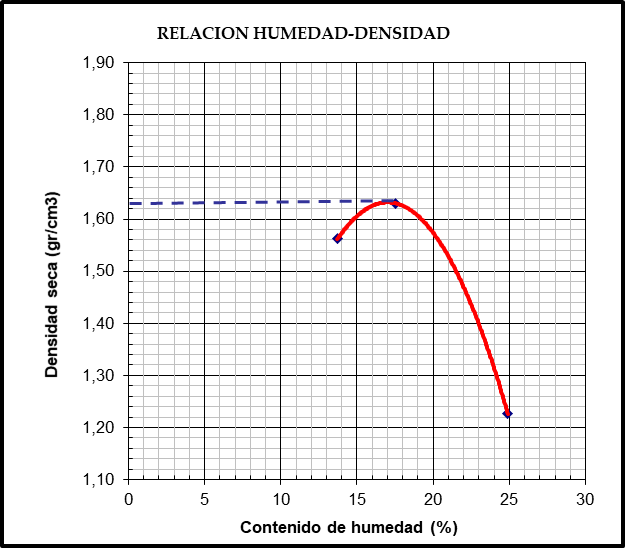 RELACION HUMEDAD-DENSIDAD
1,90
1,80
1,70
1,60
1,50
1,40
1,30
1,20
1,10
Densidad seca (gr/cm3)
0 5 10 15 20 25 30
Contenido de humedad (%)